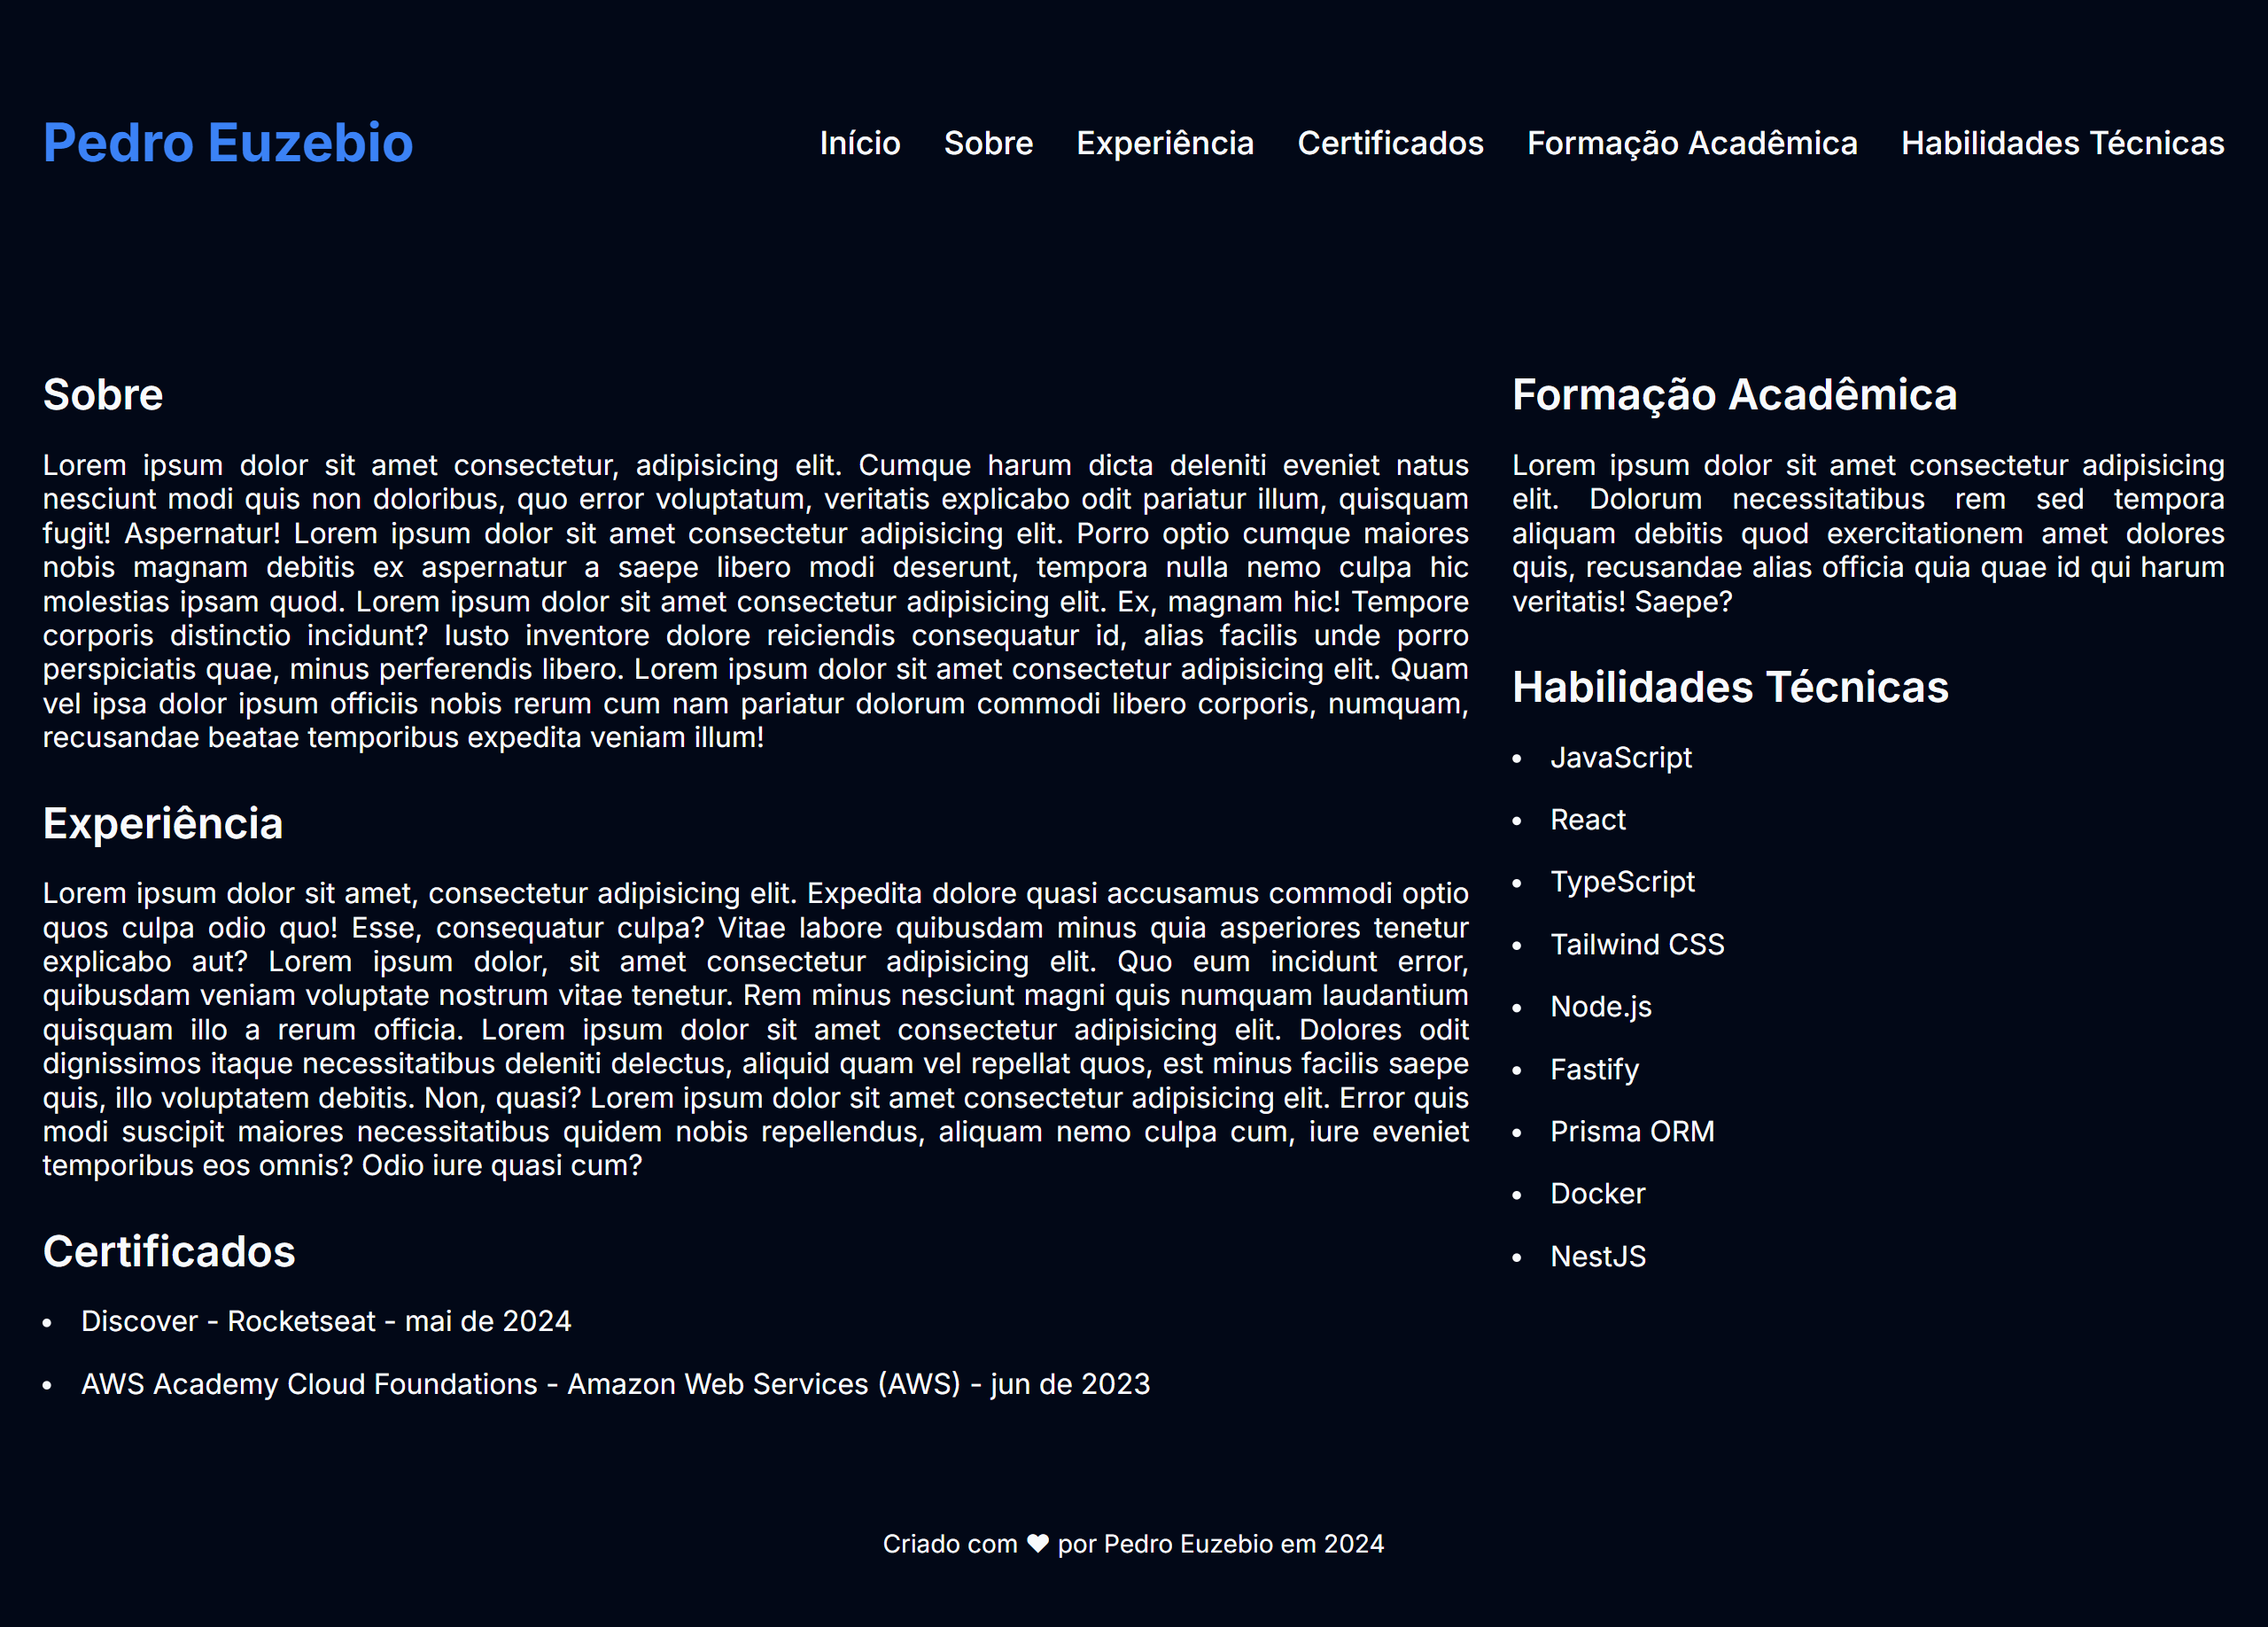 Pedro Euzebio
Início Sobre Experiência Certificados Formação Acadêmica Habilidades Técnicas
Sobre
Lorem ipsum dolor sit amet consectetur, adipisicing elit. Cumque harum dicta deleniti eveniet natus
nesciunt modi quis non doloribus, quo error voluptatum, veritatis explicabo odit pariatur illum, quisquam
fugit! Aspernatur! Lorem ipsum dolor sit amet consectetur adipisicing elit. Porro optio cumque maiores
nobis magnam debitis ex aspernatur a saepe libero modi deserunt, tempora nulla nemo culpa hic
molestias ipsam quod. Lorem ipsum dolor sit amet consectetur adipisicing elit. Ex, magnam hic! Tempore
corporis distinctio incidunt? Iusto inventore dolore reiciendis consequatur id, alias facilis unde porro
perspiciatis quae, minus perferendis libero. Lorem ipsum dolor sit amet consectetur adipisicing elit. Quam
vel ipsa dolor ipsum officiis nobis rerum cum nam pariatur dolorum commodi libero corporis, numquam,
recusandae beatae temporibus expedita veniam illum!
Experiência
Lorem ipsum dolor sit amet, consectetur adipisicing elit. Expedita dolore quasi accusamus commodi optio
quos culpa odio quo! Esse, consequatur culpa? Vitae labore quibusdam minus quia asperiores tenetur
explicabo aut? Lorem ipsum dolor, sit amet consectetur adipisicing elit. Quo eum incidunt error,
quibusdam veniam voluptate nostrum vitae tenetur. Rem minus nesciunt magni quis numquam laudantium
quisquam illo a rerum officia. Lorem ipsum dolor sit amet consectetur adipisicing elit. Dolores odit
dignissimos itaque necessitatibus deleniti delectus, aliquid quam vel repellat quos, est minus facilis saepe
quis, illo voluptatem debitis. Non, quasi? Lorem ipsum dolor sit amet consectetur adipisicing elit. Error quis
modi suscipit maiores necessitatibus quidem nobis repellendus, aliquam nemo culpa cum, iure eveniet
temporibus eos omnis? Odio iure quasi cum?
Certificados
• Discover - Rocketseat - mai de 2024
• AWS Academy Cloud Foundations - Amazon Web Services (AWS) - jun de 2023
Formação Acadêmica
Lorem ipsum dolor sit amet consectetur adipisicing
elit. Dolorum necessitatibus rem sed tempora
aliquam debitis quod exercitationem amet dolores
quis, recusandae alias officia quia quae id qui harum
veritatis! Saepe?
Habilidades Técnicas
• JavaScript
• React
• TypeScript
• Tailwind CSS
• Node.js
• Fastify
• Prisma ORM
• Docker
• NestJS
Criado com ❤ por Pedro Euzebio em 2024